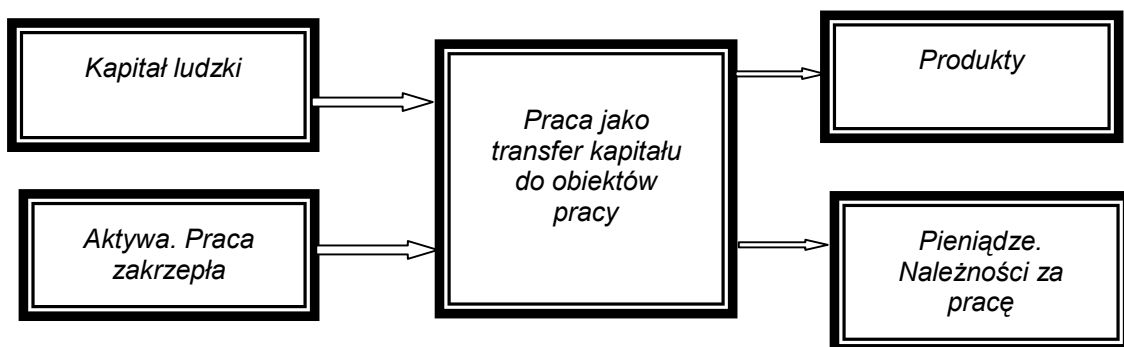 Kapitał ludzki
Aktywa. Praca
zakrzepła
Praca jako
transfer kapitału
do obiektów
pracy
Produkty
Pieniądze.
Należności za
pracę